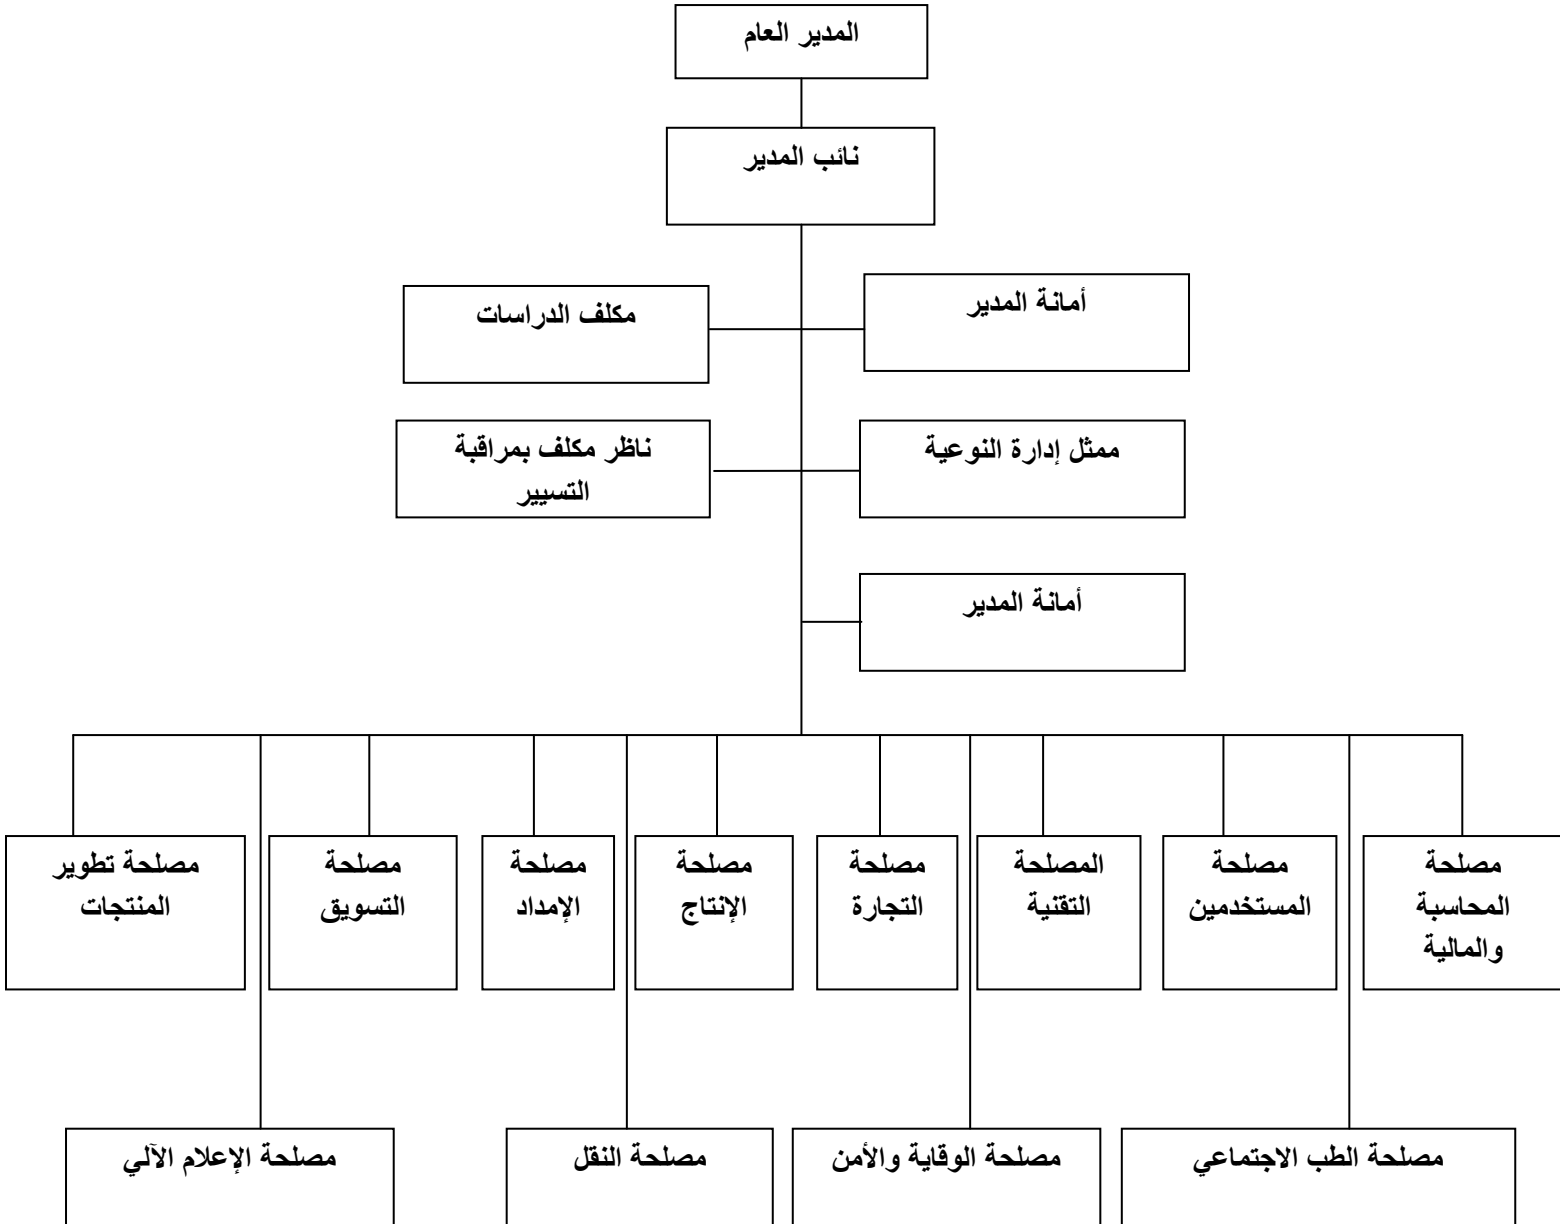 المدير العام
نائب المدير
أمانة المدير
مكلف الدراسات
ممثل إدارة النوعية
ناظر مكلف بمراقبة
التسيير
أمانة المدير
مصلحة
المحاسبة
والمالية
مصلحة
المستخدمين
المصلحة
التقنية
مصلحة
التجارة
مصلحة
الإنتاج
مصلحة
الإمداد
مصلحة
التسويق
مصلحة تطوير
المنتجات
مصلحة الطب الاجتماعي
مصلحة الوقاية والأمن
مصلحة النقل
مصلحة الإعلام الآلي